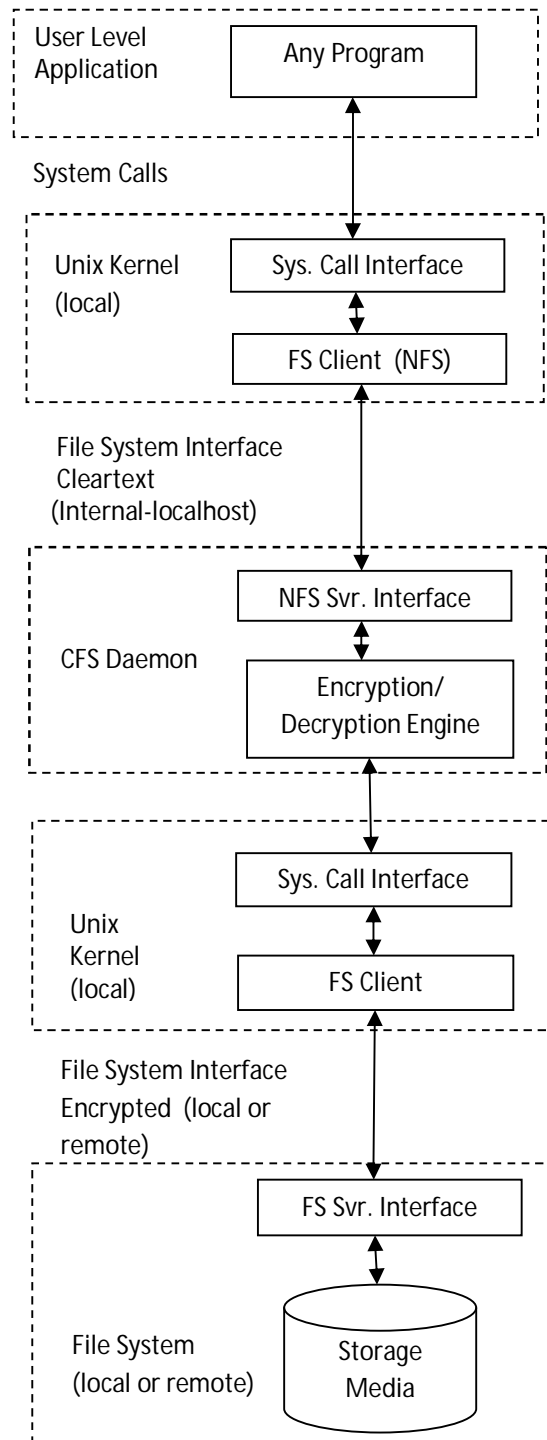 User Level
Application
Any Program
System Calls
Unix Kernel
(local)
Sys. Call Interface
FS Client (NFS)
File System Interface
Cleartext
(Internal-localhost)
CFS Daemon
NFS Svr. Interface
Encryption/
Decryption Engine
Unix
Kernel
(local)
Sys. Call Interface
FS Client
File System Interface
Encrypted (local or
remote)
FS Svr. Interface
File System
(local or remote)
Storage
Media